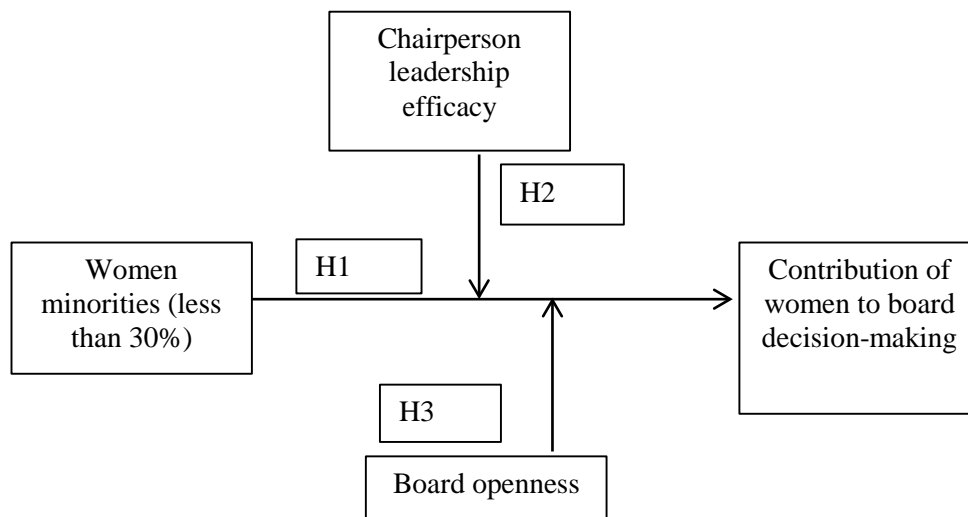 Chairperson
leadership
efficacy
H2
H1
Women
minorities (less
than 30%)
Contribution of
women to board
decision-making
H3
Board openness